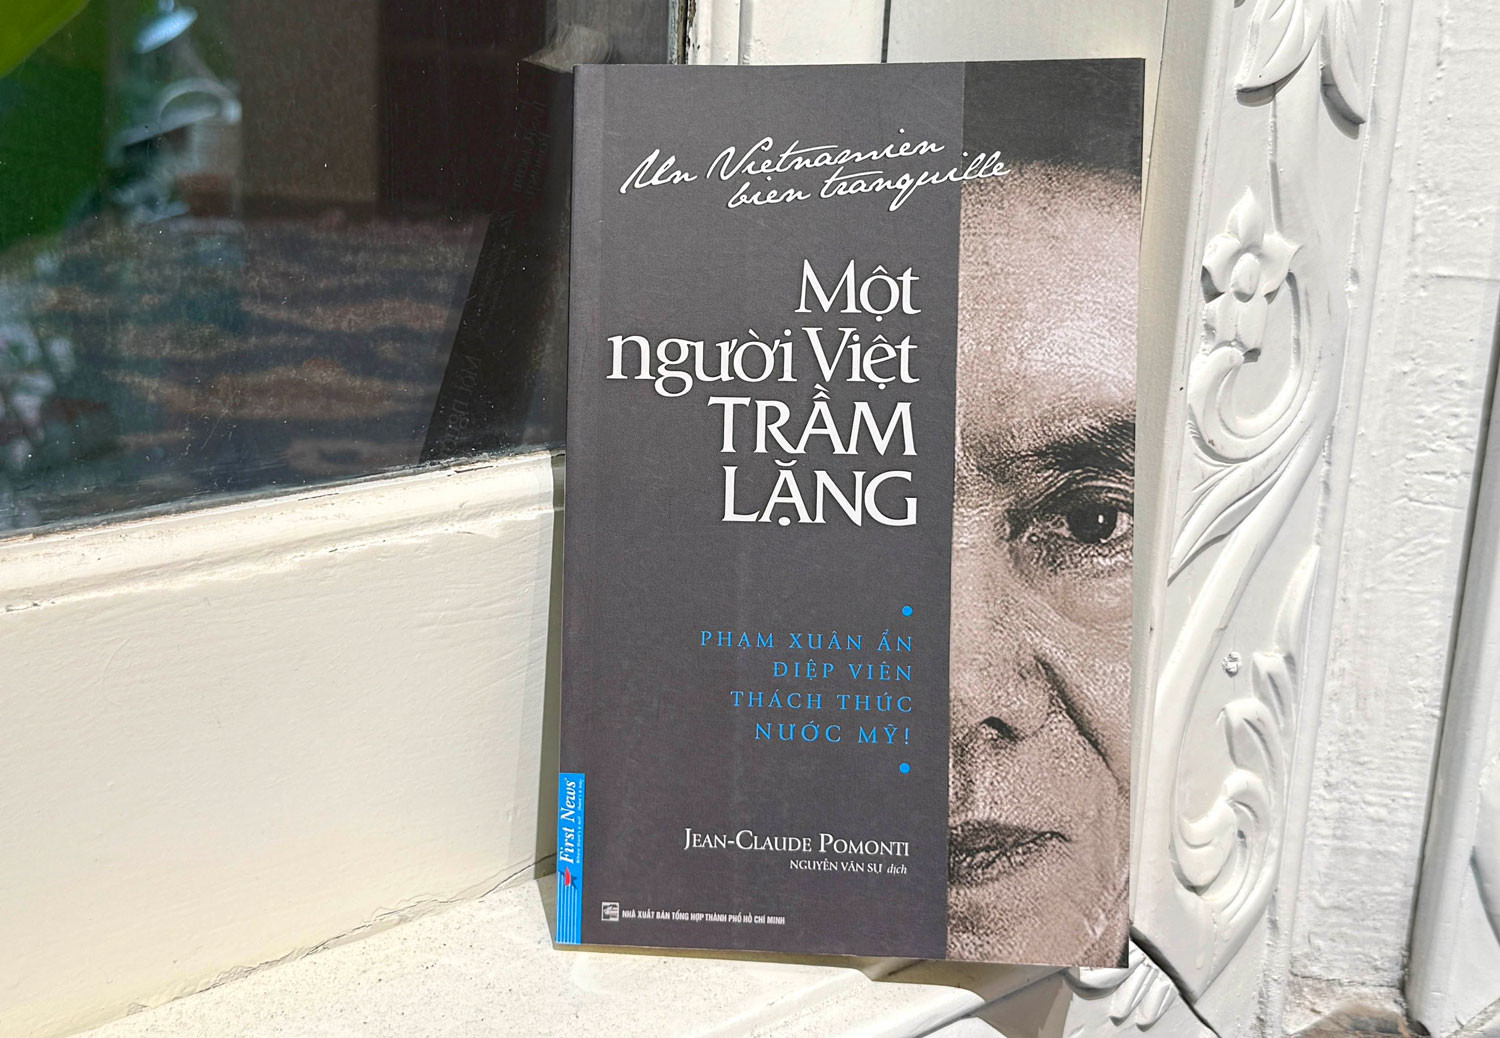 Un Vietnamien
bien tranquille
Một
người Việt
TRẦM
LẶNG
PHẠM XUÂN ẨN
ĐIỆP VIÊN
THÁCH THỨC
NƯỚC MỸ!
JEAN-CLAUDE POMONTI
NGUYỄN VĂN SỰ dịch
First News
NHÀ XUẤT BẢN TỔNG HỢP THÀNH PHỐ HỒ CHÍ MINH